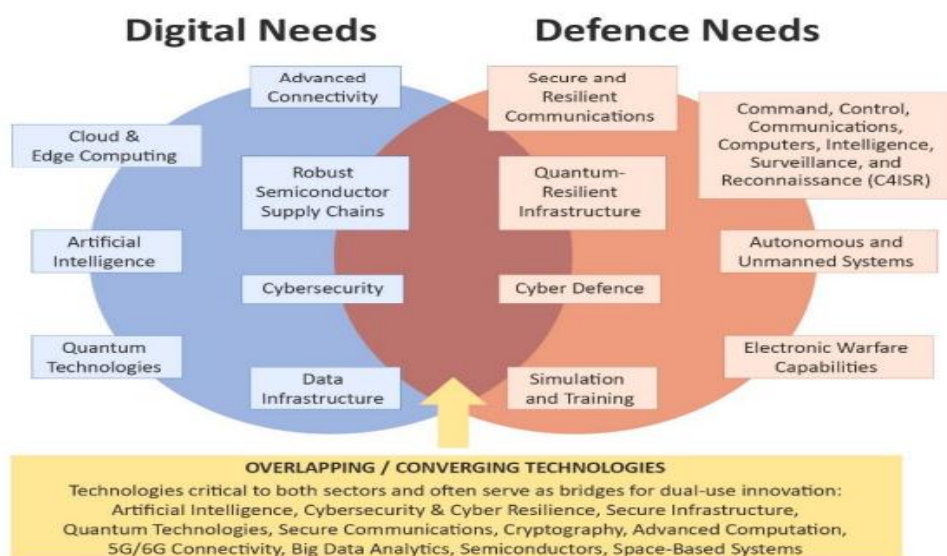 Digital Needs
Defence Needs
Advanced
Connectivity
Cloud &
Edge Computing
Robust
Semiconductor
Supply Chains
Artificial
Intelligence
Cybersecurity
Quantum
Technologies
Data
Infrastructure
Secure and
Resilient
Communications
Command, Control,
Communications,
Computers, Intelligence,
Surveillance, and
Reconnaissance (C4ISR)
Quantum-
Resilient
Infrastructure
Autonomous and
Unmanned Systems
Cyber Defence
Electronic Warfare
Capabilities
Simulation
and Training
OVERLAPPING / CONVERGING TECHNOLOGIES
Technologies critical to both sectors and often serve as bridges for dual-use innovation:
Artificial Intelligence, Cybersecurity & Cyber Resilience, Secure Infrastructure,
Quantum Technologies, Secure Communications, Cryptography, Advanced Computation,
5G/6G Connectivity, Big Data Analytics, Semiconductors, Space-Based Systems